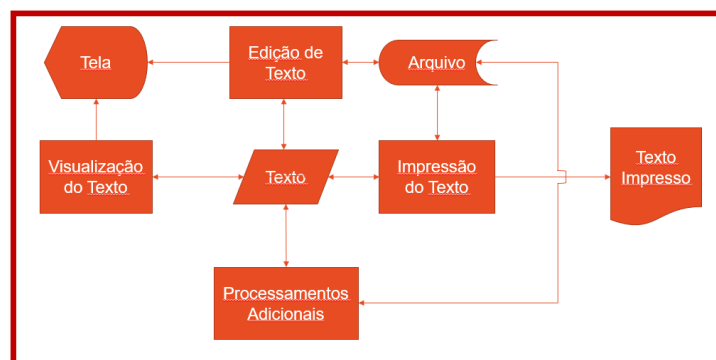 Tela
Edição de
Texto
Arquivo
Visualização
do Texto
Texto
Impressão
do Texto
Texto
Impresso
Processamentos
Adicionais